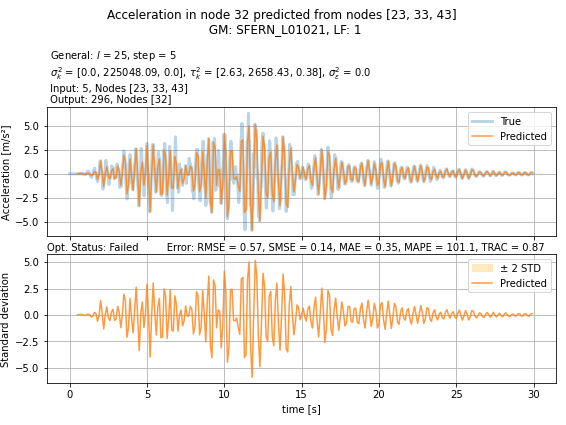 Acceleration in node 32 predicted from nodes [23, 33, 43]
GM: SFERN_L01021, LF: 1
General: l = 25, step = 5
σ²ₖ = [0.0, 225048.09, 0.0], τ²ₖ = [2.63, 2658.43, 0.38], σ²ε = 0.0
Input: 5, Nodes [23, 33, 43]
Output: 296, Nodes [32]
Acceleration [m/s²]
5.0
2.5
0.0
−2.5
−5.0
True
Predicted
Opt. Status: Failed Error: RMSE = 0.57, SMSE = 0.14, MAE = 0.35, MAPE = 101.1, TRAC = 0.87
Standard deviation
5.0
2.5
0.0
−2.5
−5.0
± 2 STD
Predicted
0 5 10 15 20 25 30
time [s]